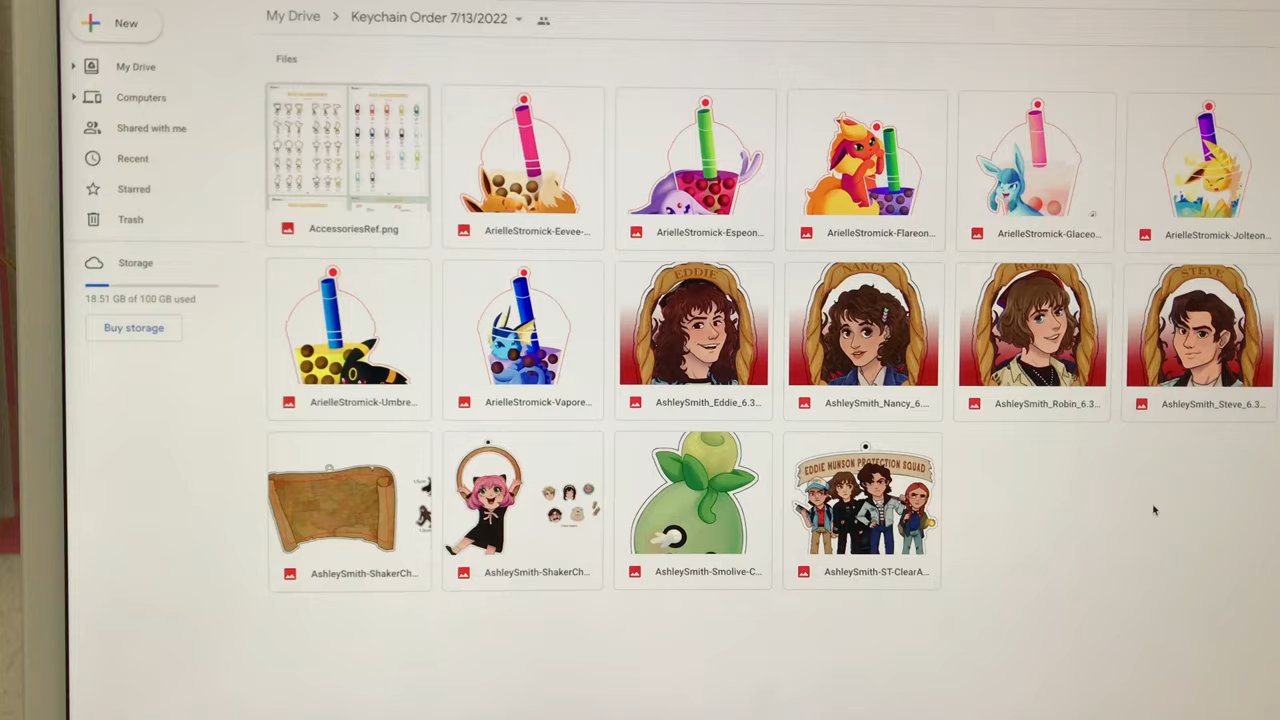 New
My Drive > Keychain Order 7/13/2022
My Drive
Computers
Shared with me
Recent
Starred
Trash
Storage
18.51 GB of 100 GB used
Buy storage
Files
AccessoriesRef.png
ArielleStromick-Eevee-...
ArielleStromick-Espeon...
ArielleStromick-Flareon...
ArielleStromick-Glaceo...
ArielleStromick-Jolteon...
EDDIE
NANCY
ROBIN
STEVE
ArielleStromick-Umbre...
ArielleStromick-Vapore...
AshleySmith_Eddie_6.3...
AshleySmith_Nancy_6....
AshleySmith_Robin_6.3...
AshleySmith_Steve_6.3...
EDDIE MUNSON PROTECTION SQUAD
AshleySmith-ShakerCh...
AshleySmith-ShakerCh...
AshleySmith-Smolive-C...
AshleySmith-ST-ClearA...